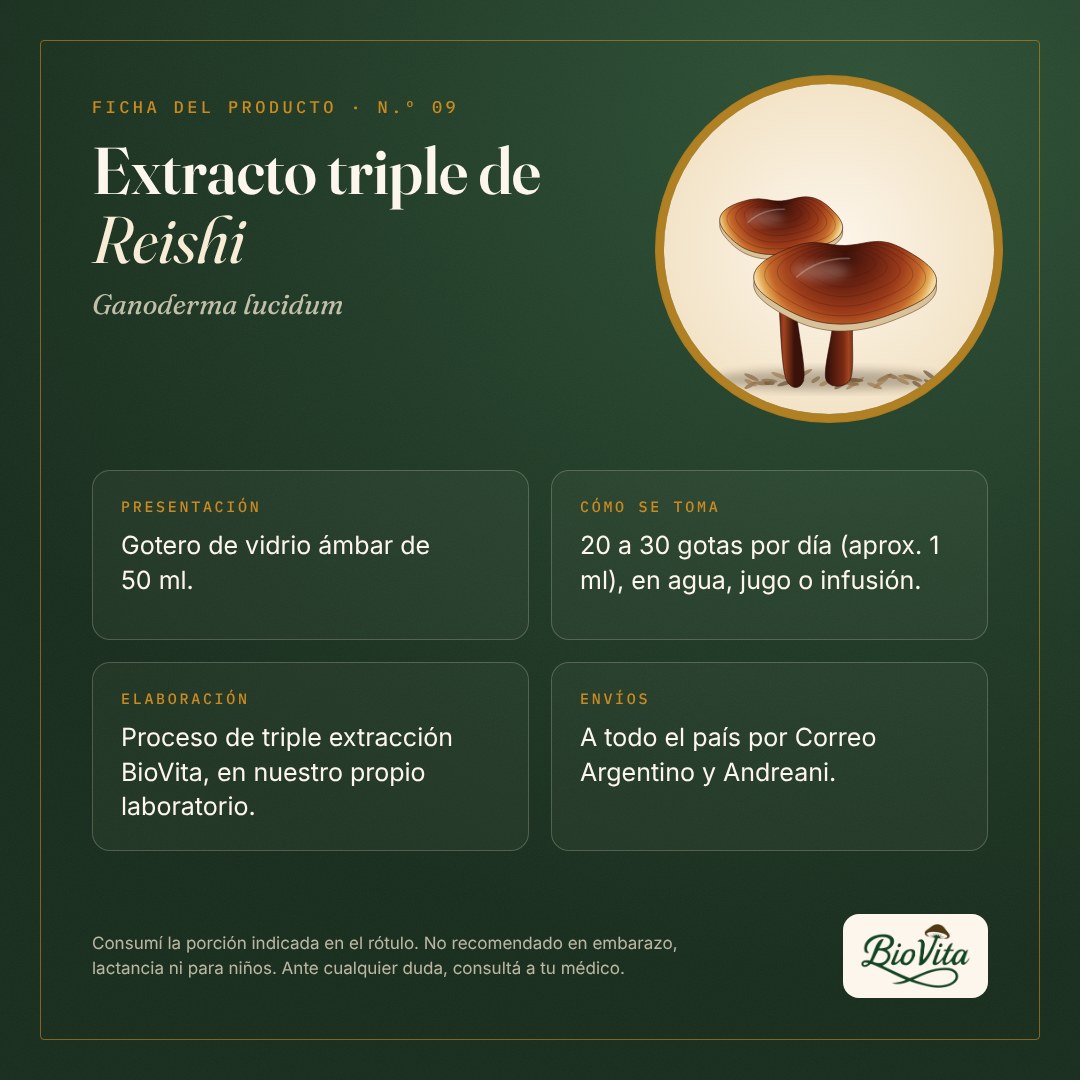 FICHA DEL PRODUCTO · N.º 09
Extracto triple de
Reishi
Ganoderma lucidum
PRESENTACIÓN
Gotero de vidrio ámbar de
50 ml.
CÓMO SE TOMA
20 a 30 gotas por día (aprox. 1
ml), en agua, jugo o infusión.
ELABORACIÓN
Proceso de triple extracción
BioVita, en nuestro propio
laboratorio.
ENVÍOS
A todo el país por Correo
Argentino y Andreani.
Consumí la porción indicada en el rótulo. No recomendado en embarazo,
lactancia ni para niños. Ante cualquier duda, consultá a tu médico.
BioVita